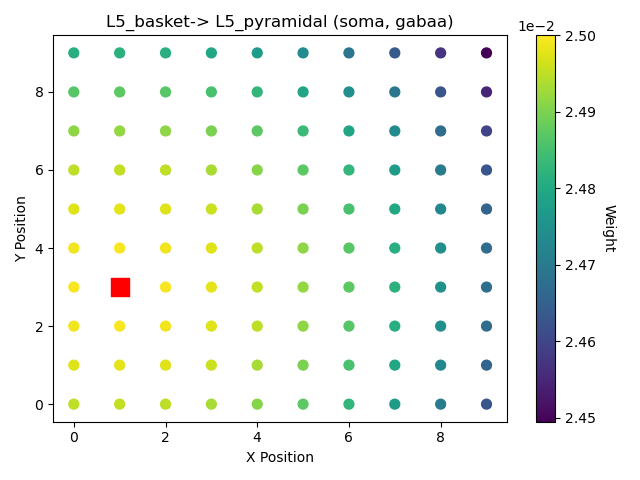 L5_basket-> L5_pyramidal (soma, gabaa)
1e−2
2.50
2.49
2.48
2.47
2.46
2.45
Weight
8
6
4
2
0
Y Position
0 2 4 6 8
X Position